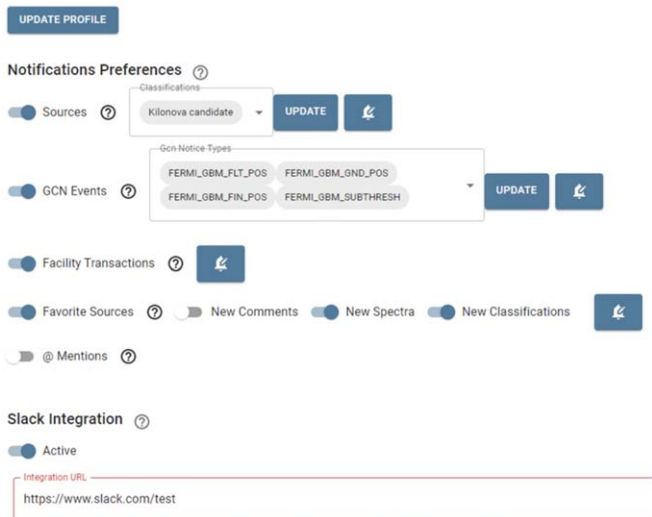 UPDATE PROFILE
Notifications Preferences
Classifications
Sources Kilonova candidate UPDATE
Gcn Notice Types
FERMI_GBM_FLT_POS FERMI_GBM_GND_POS
GCN Events UPDATE
FERMI_GBM_FIN_POS FERMI_GBM_SUBTHRESH
Facility Transactions
Favorite Sources New Comments New Spectra New Classifications
@ Mentions
Slack Integration
Active
Integration URL
https://www.slack.com/test